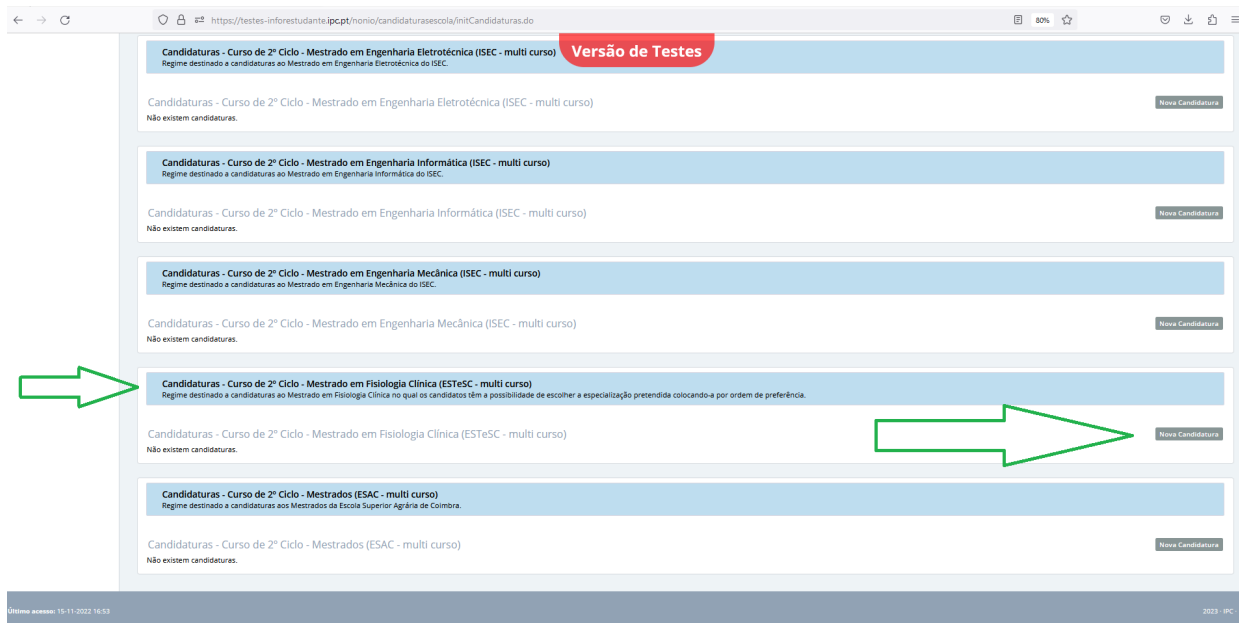 https://testes-inforestudante.ipc.pt/nonio/candidaturasescola/initCandidaturas.do
80%
Versão de Testes
Candidaturas - Curso de 2º Ciclo - Mestrado em Engenharia Eletrotécnica (ISEC - multi curso)
Regime destinado a candidaturas ao Mestrado em Engenharia Eletrotécnica do ISEC.
Candidaturas - Curso de 2º Ciclo - Mestrado em Engenharia Eletrotécnica (ISEC - multi curso)
Nova Candidatura
Não existem candidaturas.
Candidaturas - Curso de 2º Ciclo - Mestrado em Engenharia Informática (ISEC - multi curso)
Regime destinado a candidaturas ao Mestrado em Engenharia Informática do ISEC.
Candidaturas - Curso de 2º Ciclo - Mestrado em Engenharia Informática (ISEC - multi curso)
Nova Candidatura
Não existem candidaturas.
Candidaturas - Curso de 2º Ciclo - Mestrado em Engenharia Mecânica (ISEC - multi curso)
Regime destinado a candidaturas ao Mestrado em Engenharia Mecânica do ISEC.
Candidaturas - Curso de 2º Ciclo - Mestrado em Engenharia Mecânica (ISEC - multi curso)
Nova Candidatura
Não existem candidaturas.
Candidaturas - Curso de 2º Ciclo - Mestrado em Fisiologia Clínica (ESTeSC - multi curso)
Regime destinado a candidaturas ao Mestrado em Fisiologia Clínica no qual os candidatos têm a possibilidade de escolher a especialização pretendida colocando-a por ordem de preferência.
Candidaturas - Curso de 2º Ciclo - Mestrado em Fisiologia Clínica (ESTeSC - multi curso)
Nova Candidatura
Não existem candidaturas.
Candidaturas - Curso de 2º Ciclo - Mestrados (ESAC - multi curso)
Regime destinado a candidaturas aos Mestrados da Escola Superior Agrária de Coimbra.
Candidaturas - Curso de 2º Ciclo - Mestrados (ESAC - multi curso)
Nova Candidatura
Não existem candidaturas.
Último acesso: 15-11-2022 16:53
2023 - IPC -